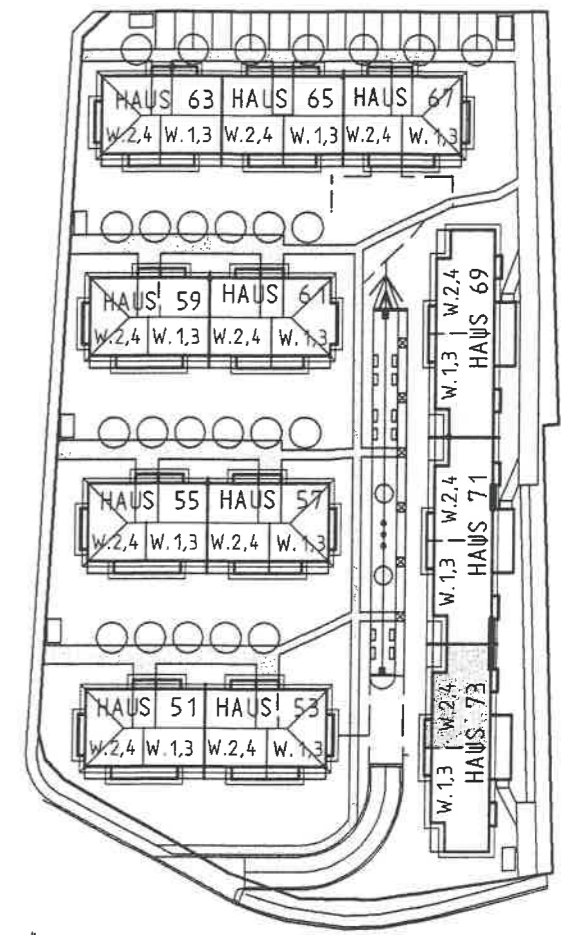 HAUS 63 HAUS 65 HAUS 67
W.2,4 W.1,3 W.2,4 W.1,3 W.2,4 W.1,3
HAUS 59 HAUS 61
W.2,4 W.1,3 W.2,4 W.1,3
HAUS 55 HAUS 57
W.2,4 W.1,3 W.2,4 W.1,3
HAUS 51 HAUS 53
W.2,4 W.1,3 W.2,4 W.1,3
W.1,3 W.2,4
HAUS 69
W.1,3 W.2,4
HAUS 71
W.1,3 W.2,4
HAUS 73